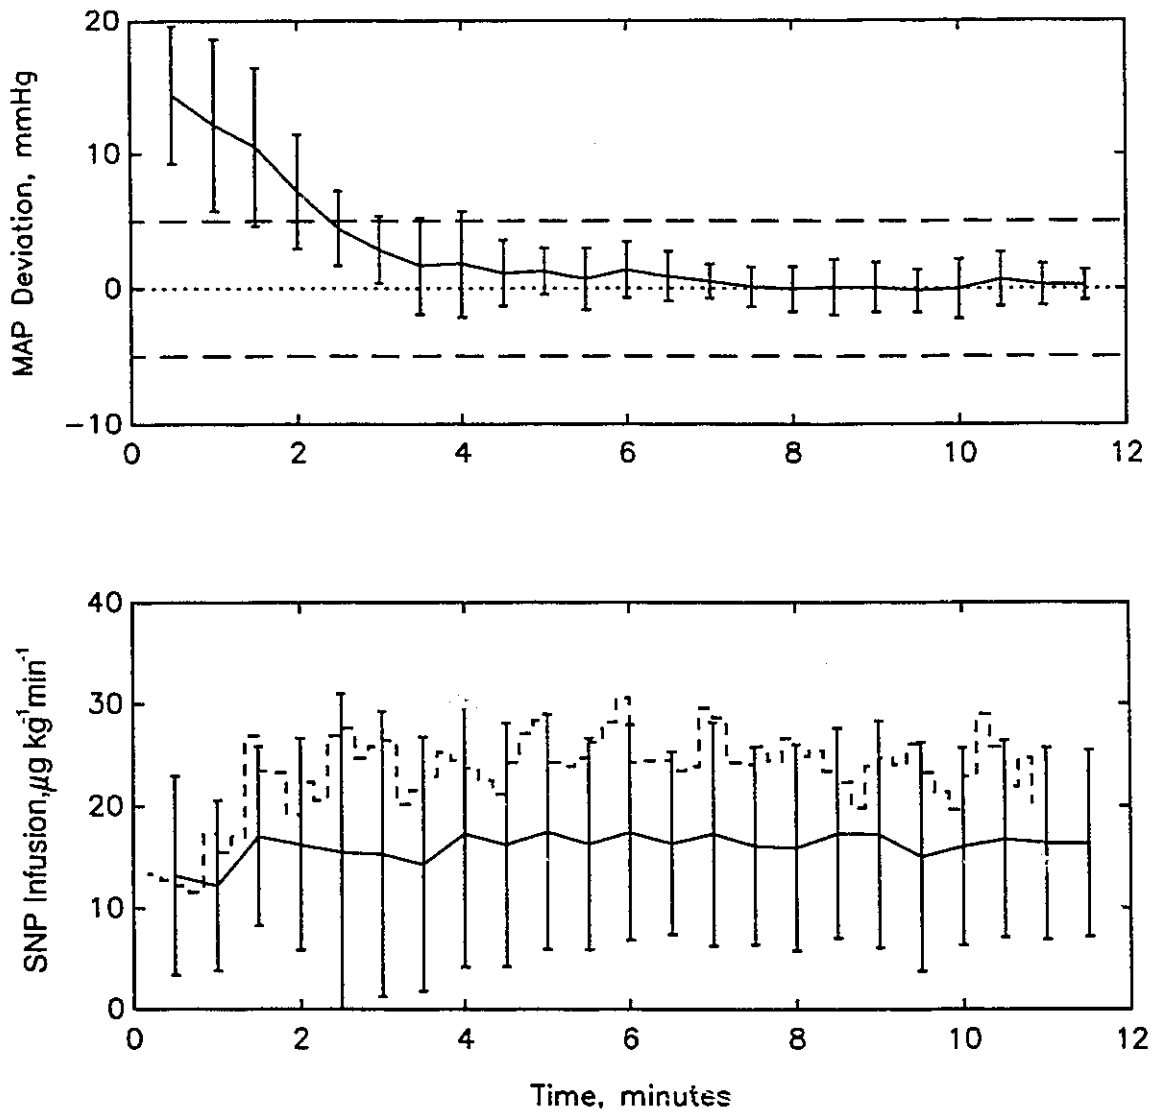 20
10
0
−10
MAP Deviation, mmHg
0 2 4 6 8 10 12
40
30
20
10
0
SNP Infusion,μg kg⁻¹min⁻¹
0 2 4 6 8 10 12
Time, minutes